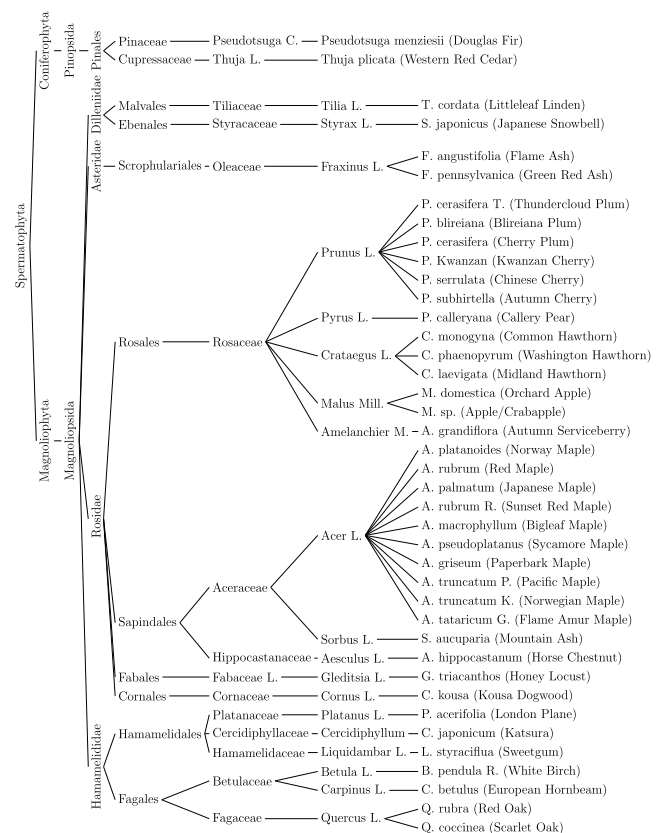 Spermatophyta
Coniferophyta
Pinopsida
Pinales
Pinaceae Pseudotsuga C. Pseudotsuga menziesii (Douglas Fir)
Cupressaceae Thuja L. Thuja plicata (Western Red Cedar)
Magnoliophyta
Magnoliopsida
Dilleniidae
Malvales Tiliaceae Tilia L. T. cordata (Littleleaf Linden)
Ebenales Styracaceae Styrax L. S. japonicus (Japanese Snowbell)
Asteridae
Scrophulariales Oleaceae Fraxinus L.
F. angustifolia (Flame Ash)
F. pennsylvanica (Green Red Ash)
Rosidae
Rosales Rosaceae
Prunus L.
P. cerasifera T. (Thundercloud Plum)
P. blireiana (Blireiana Plum)
P. cerasifera (Cherry Plum)
P. Kwanzan (Kwanzan Cherry)
P. serrulata (Chinese Cherry)
P. subhirtella (Autumn Cherry)
Pyrus L. P. calleryana (Callery Pear)
Crataegus L.
C. monogyna (Common Hawthorn)
C. phaenopyrum (Washington Hawthorn)
C. laevigata (Midland Hawthorn)
Malus Mill.
M. domestica (Orchard Apple)
M. sp. (Apple/Crabapple)
Amelanchier M. A. grandiflora (Autumn Serviceberry)
Sapindales
Aceraceae
Acer L.
A. platanoides (Norway Maple)
A. rubrum (Red Maple)
A. palmatum (Japanese Maple)
A. rubrum R. (Sunset Red Maple)
A. macrophyllum (Bigleaf Maple)
A. pseudoplatanus (Sycamore Maple)
A. griseum (Paperbark Maple)
A. truncatum P. (Pacific Maple)
A. truncatum K. (Norwegian Maple)
A. tataricum G. (Flame Amur Maple)
Sorbus L. S. aucuparia (Mountain Ash)
Hippocastanaceae Aesculus L. A. hippocastanum (Horse Chestnut)
Fabales Fabaceae L. Gleditsia L. G. triacanthos (Honey Locust)
Cornales Cornaceae Cornus L. C. kousa (Kousa Dogwood)
Hamamelididae
Hamamelidales
Platanaceae Platanus L. P. acerifolia (London Plane)
Cercidiphyllaceae Cercidiphyllum C. japonicum (Katsura)
Hamamelidaceae Liquidambar L. L. styraciflua (Sweetgum)
Fagales
Betulaceae
Betula L. B. pendula R. (White Birch)
Carpinus L. C. betulus (European Hornbeam)
Fagaceae Quercus L.
Q. rubra (Red Oak)
Q. coccinea (Scarlet Oak)